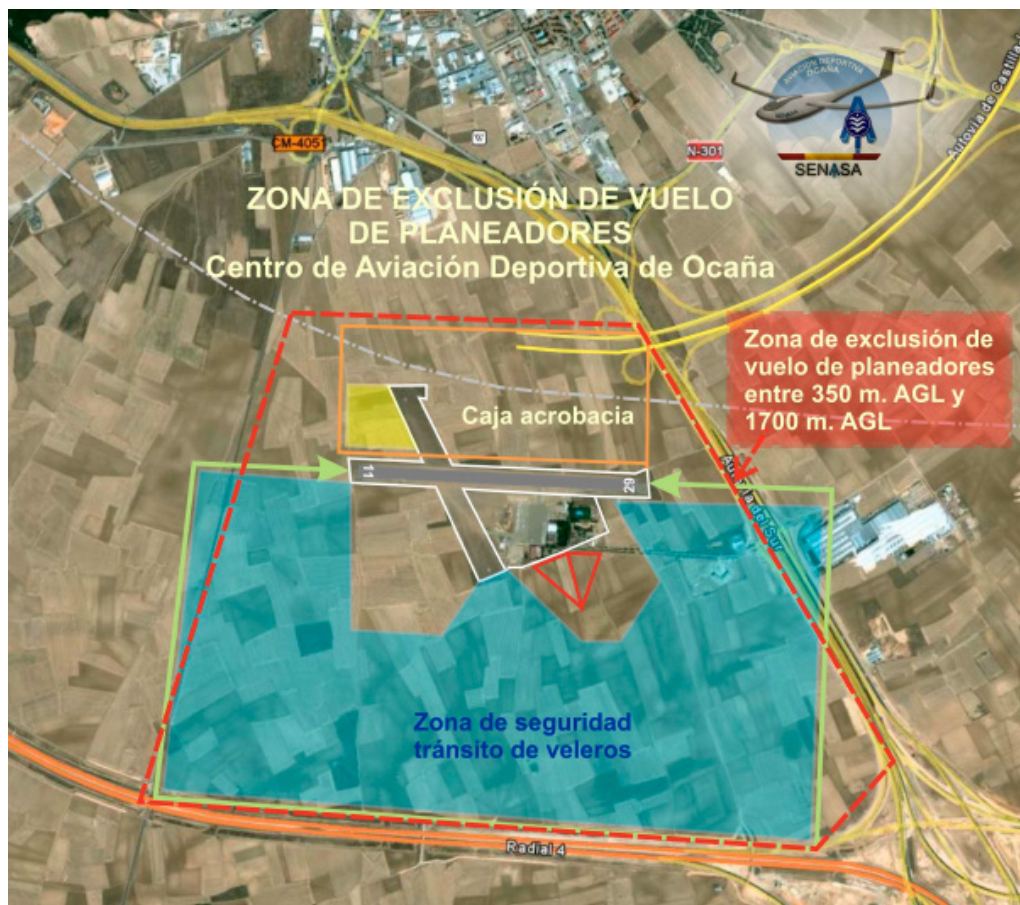 AVIACIÓN DEPORTIVA
OCAÑA
SENASA
CM-4051
N-301
Autovía de Castilla
ZONA DE EXCLUSIÓN DE VUELO
DE PLANEADORES
Centro de Aviación Deportiva de Ocaña
Zona de exclusión de
vuelo de planeadores
entre 350 m. AGL y
1700 m. AGL
Caja acrobacia
11
29
Autovía del Sur
Zona de seguridad
tránsito de veleros
Radial 4